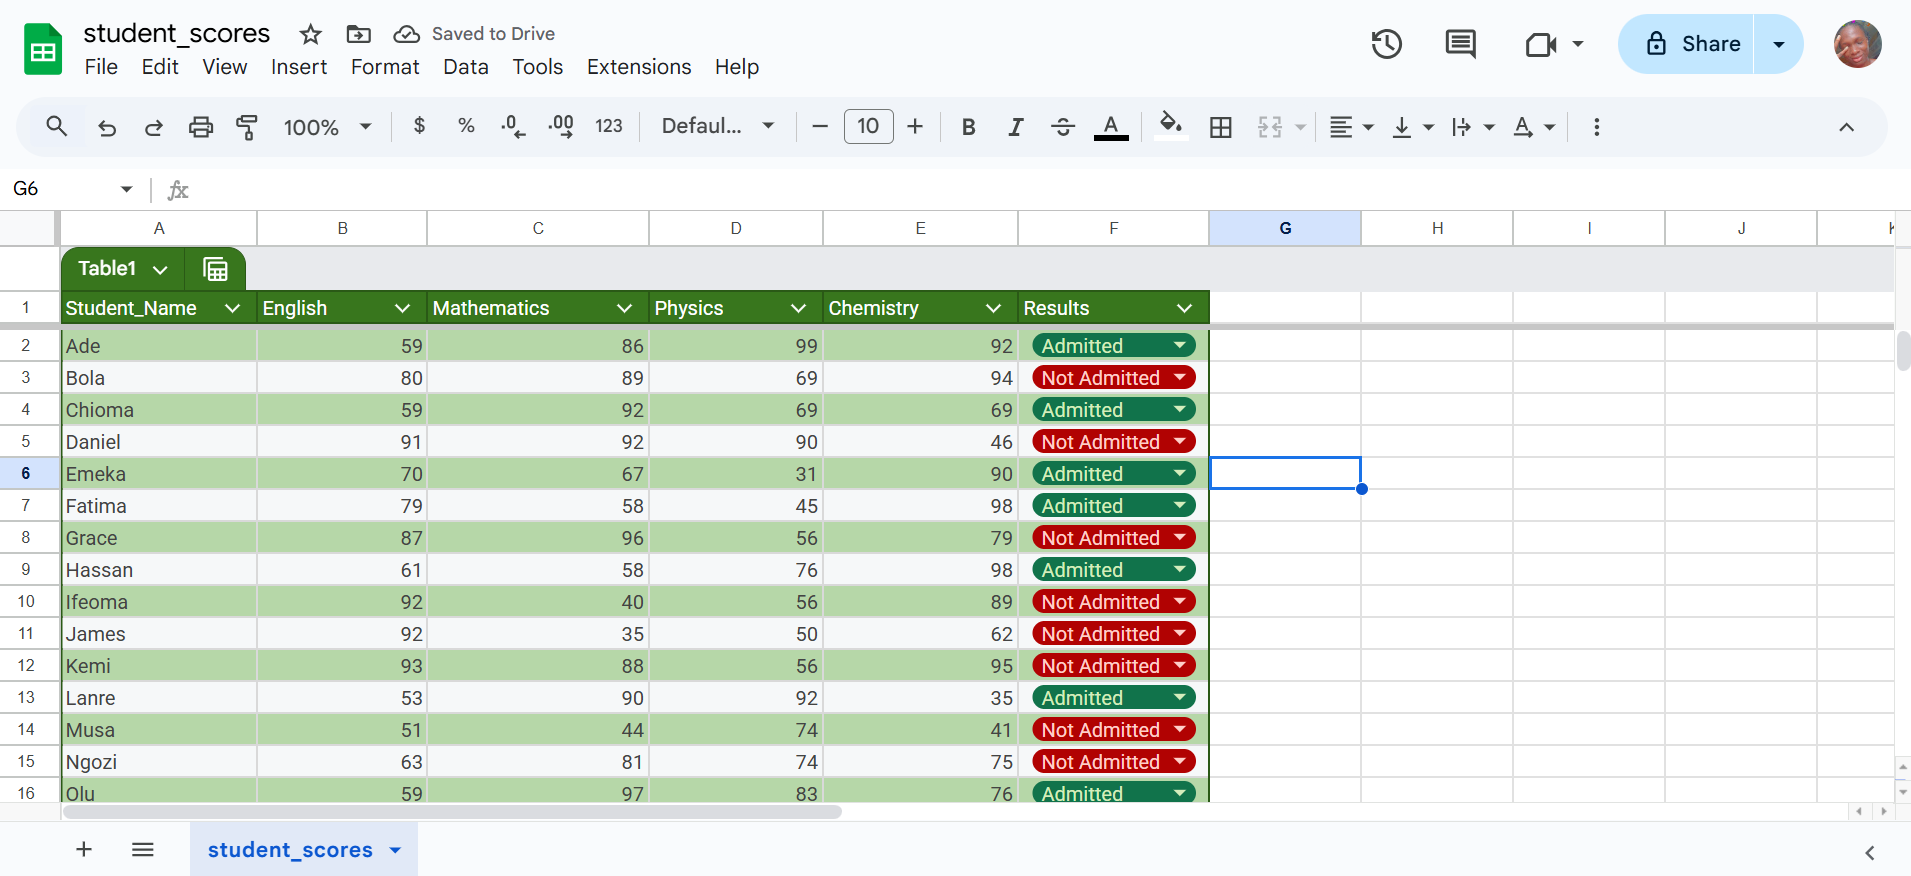 student_scores Saved to Drive
File Edit View Insert Format Data Tools Extensions Help
Share
100% $ % .0 .00 123 Defaul... 10 B I A A
G6 fx
A B C D E F G H I J
Table1
1 Student_Name English Mathematics Physics Chemistry Results
2 Ade 59 86 99 92 Admitted
3 Bola 80 89 69 94 Not Admitted
4 Chioma 59 92 69 69 Admitted
5 Daniel 91 92 90 46 Not Admitted
6 Emeka 70 67 31 90 Admitted
7 Fatima 79 58 45 98 Admitted
8 Grace 87 96 56 79 Not Admitted
9 Hassan 61 58 76 98 Admitted
10 Ifeoma 92 40 56 89 Not Admitted
11 James 92 35 50 62 Not Admitted
12 Kemi 93 88 56 95 Not Admitted
13 Lanre 53 90 92 35 Admitted
14 Musa 51 44 74 41 Not Admitted
15 Ngozi 63 81 74 75 Not Admitted
16 Olu 59 97 83 76 Admitted
student_scores